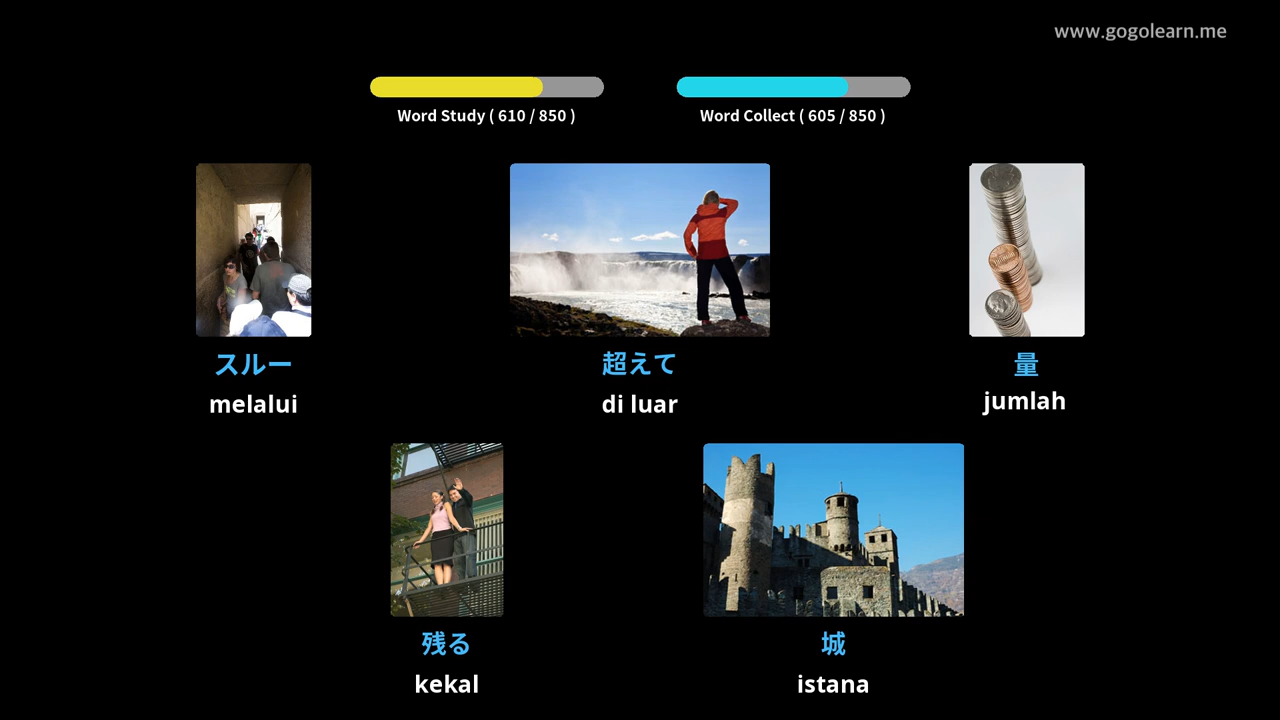 www.gogolearn.me
Word Study ( 610 / 850 )
Word Collect ( 605 / 850 )
スルー
melalui
超えて
di luar
量
jumlah
残る
kekal
城
istana